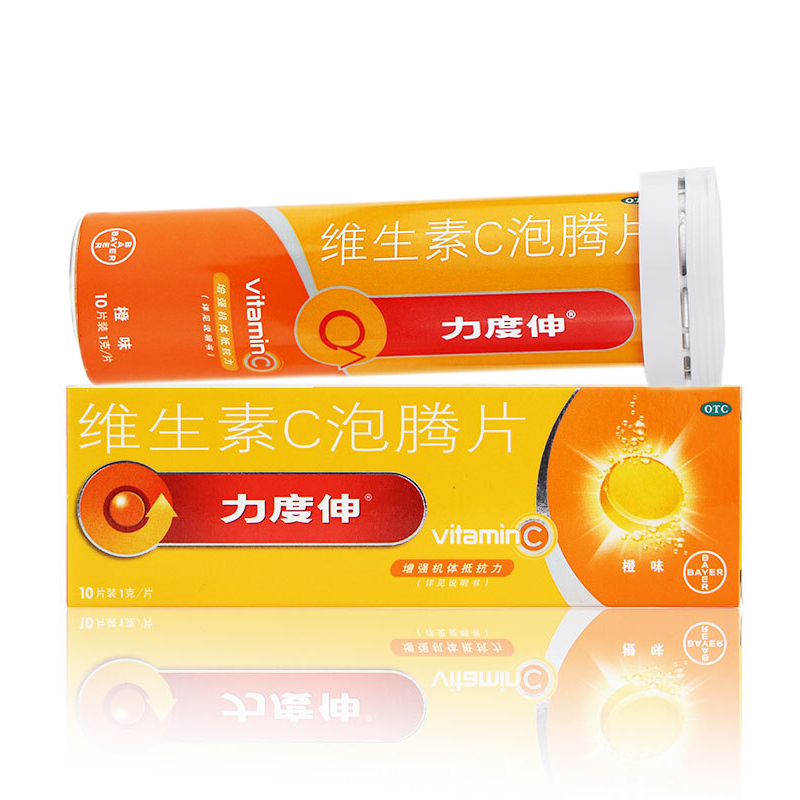 OTC
维生素C泡腾片
力度伸®
vitamin C
增强机体抵抗力
(详见说明书)
橙味
10片装 1克/片
BAYER
BAYER
OTC
维生素C泡腾片
力度伸®
vitamin C
增强机体抵抗力
(详见说明书)
橙味
10片装 1克/片
BAYER
BAYER